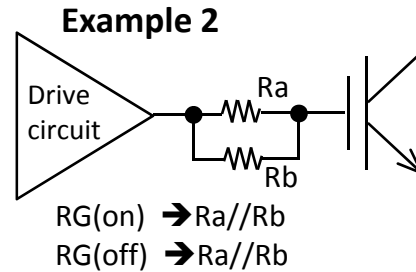 Example 2
Drive
circuit
Ra
Rb
RG(on) ➔Ra//Rb
RG(off) ➔Ra//Rb